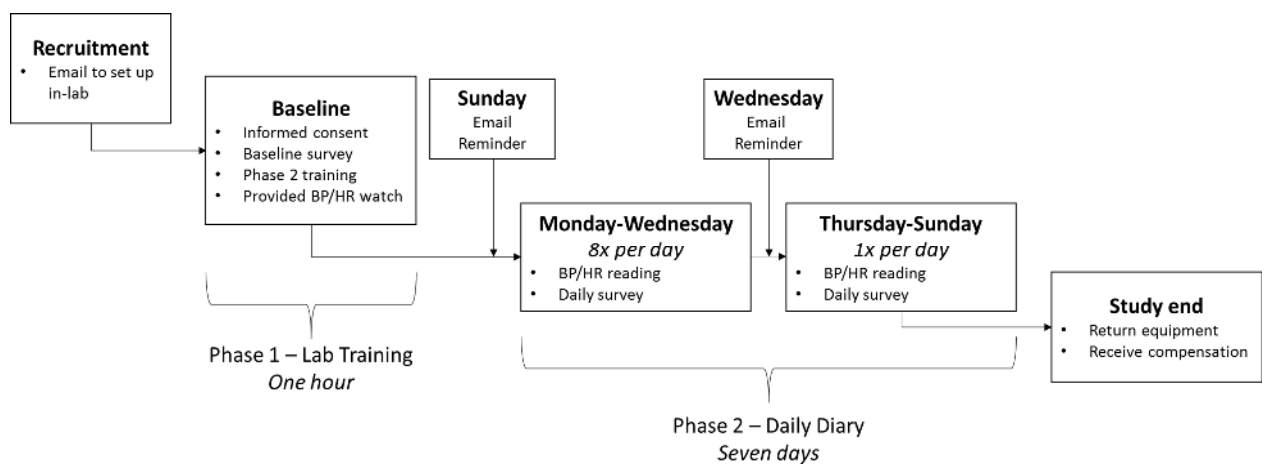 Recruitment
• Email to set up
in-lab
Baseline
• Informed consent
• Baseline survey
• Phase 2 training
• Provided BP/HR watch
Sunday
Email
Reminder
Wednesday
Email
Reminder
Monday-Wednesday
8x per day
• BP/HR reading
• Daily survey
Thursday-Sunday
1x per day
• BP/HR reading
• Daily survey
Study end
• Return equipment
• Receive compensation
Phase 1 – Lab Training
One hour
Phase 2 – Daily Diary
Seven days